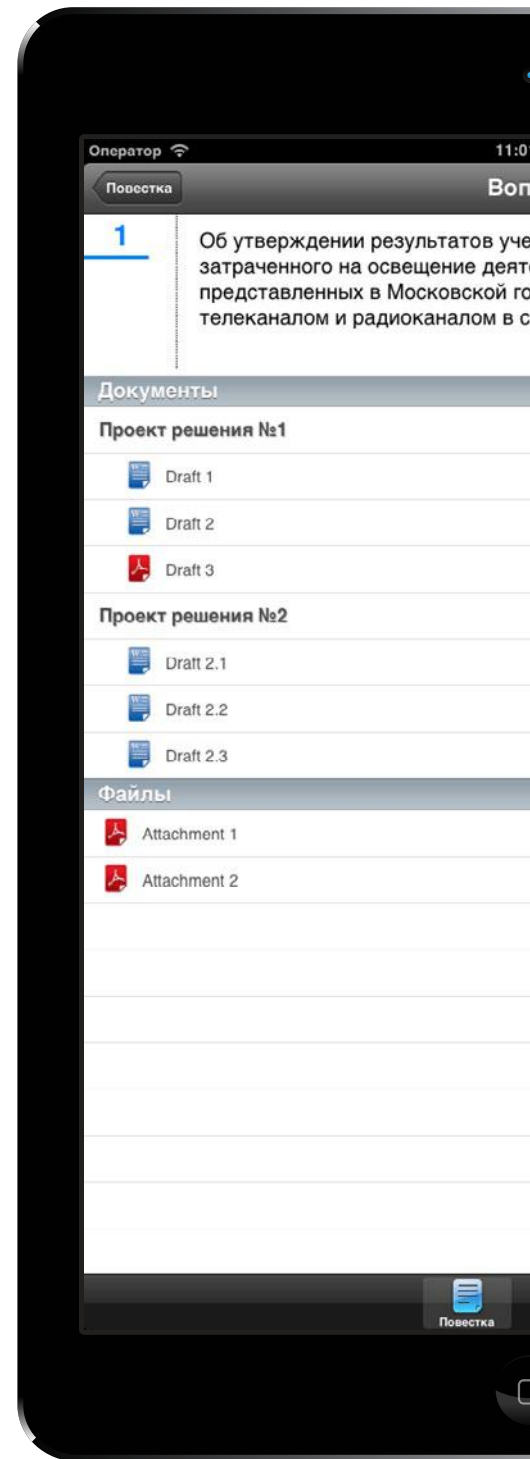 Оператор
11:01
Повестка
Воп
1
Об утверждении результатов уче
затраченного на освещение деят
представленных в Московской го
телеканалом и радиоканалом в с
Документы
Проект решения №1
Draft 1
Draft 2
Draft 3
Проект решения №2
Draft 2.1
Draft 2.2
Draft 2.3
Файлы
Attachment 1
Attachment 2
Повестка